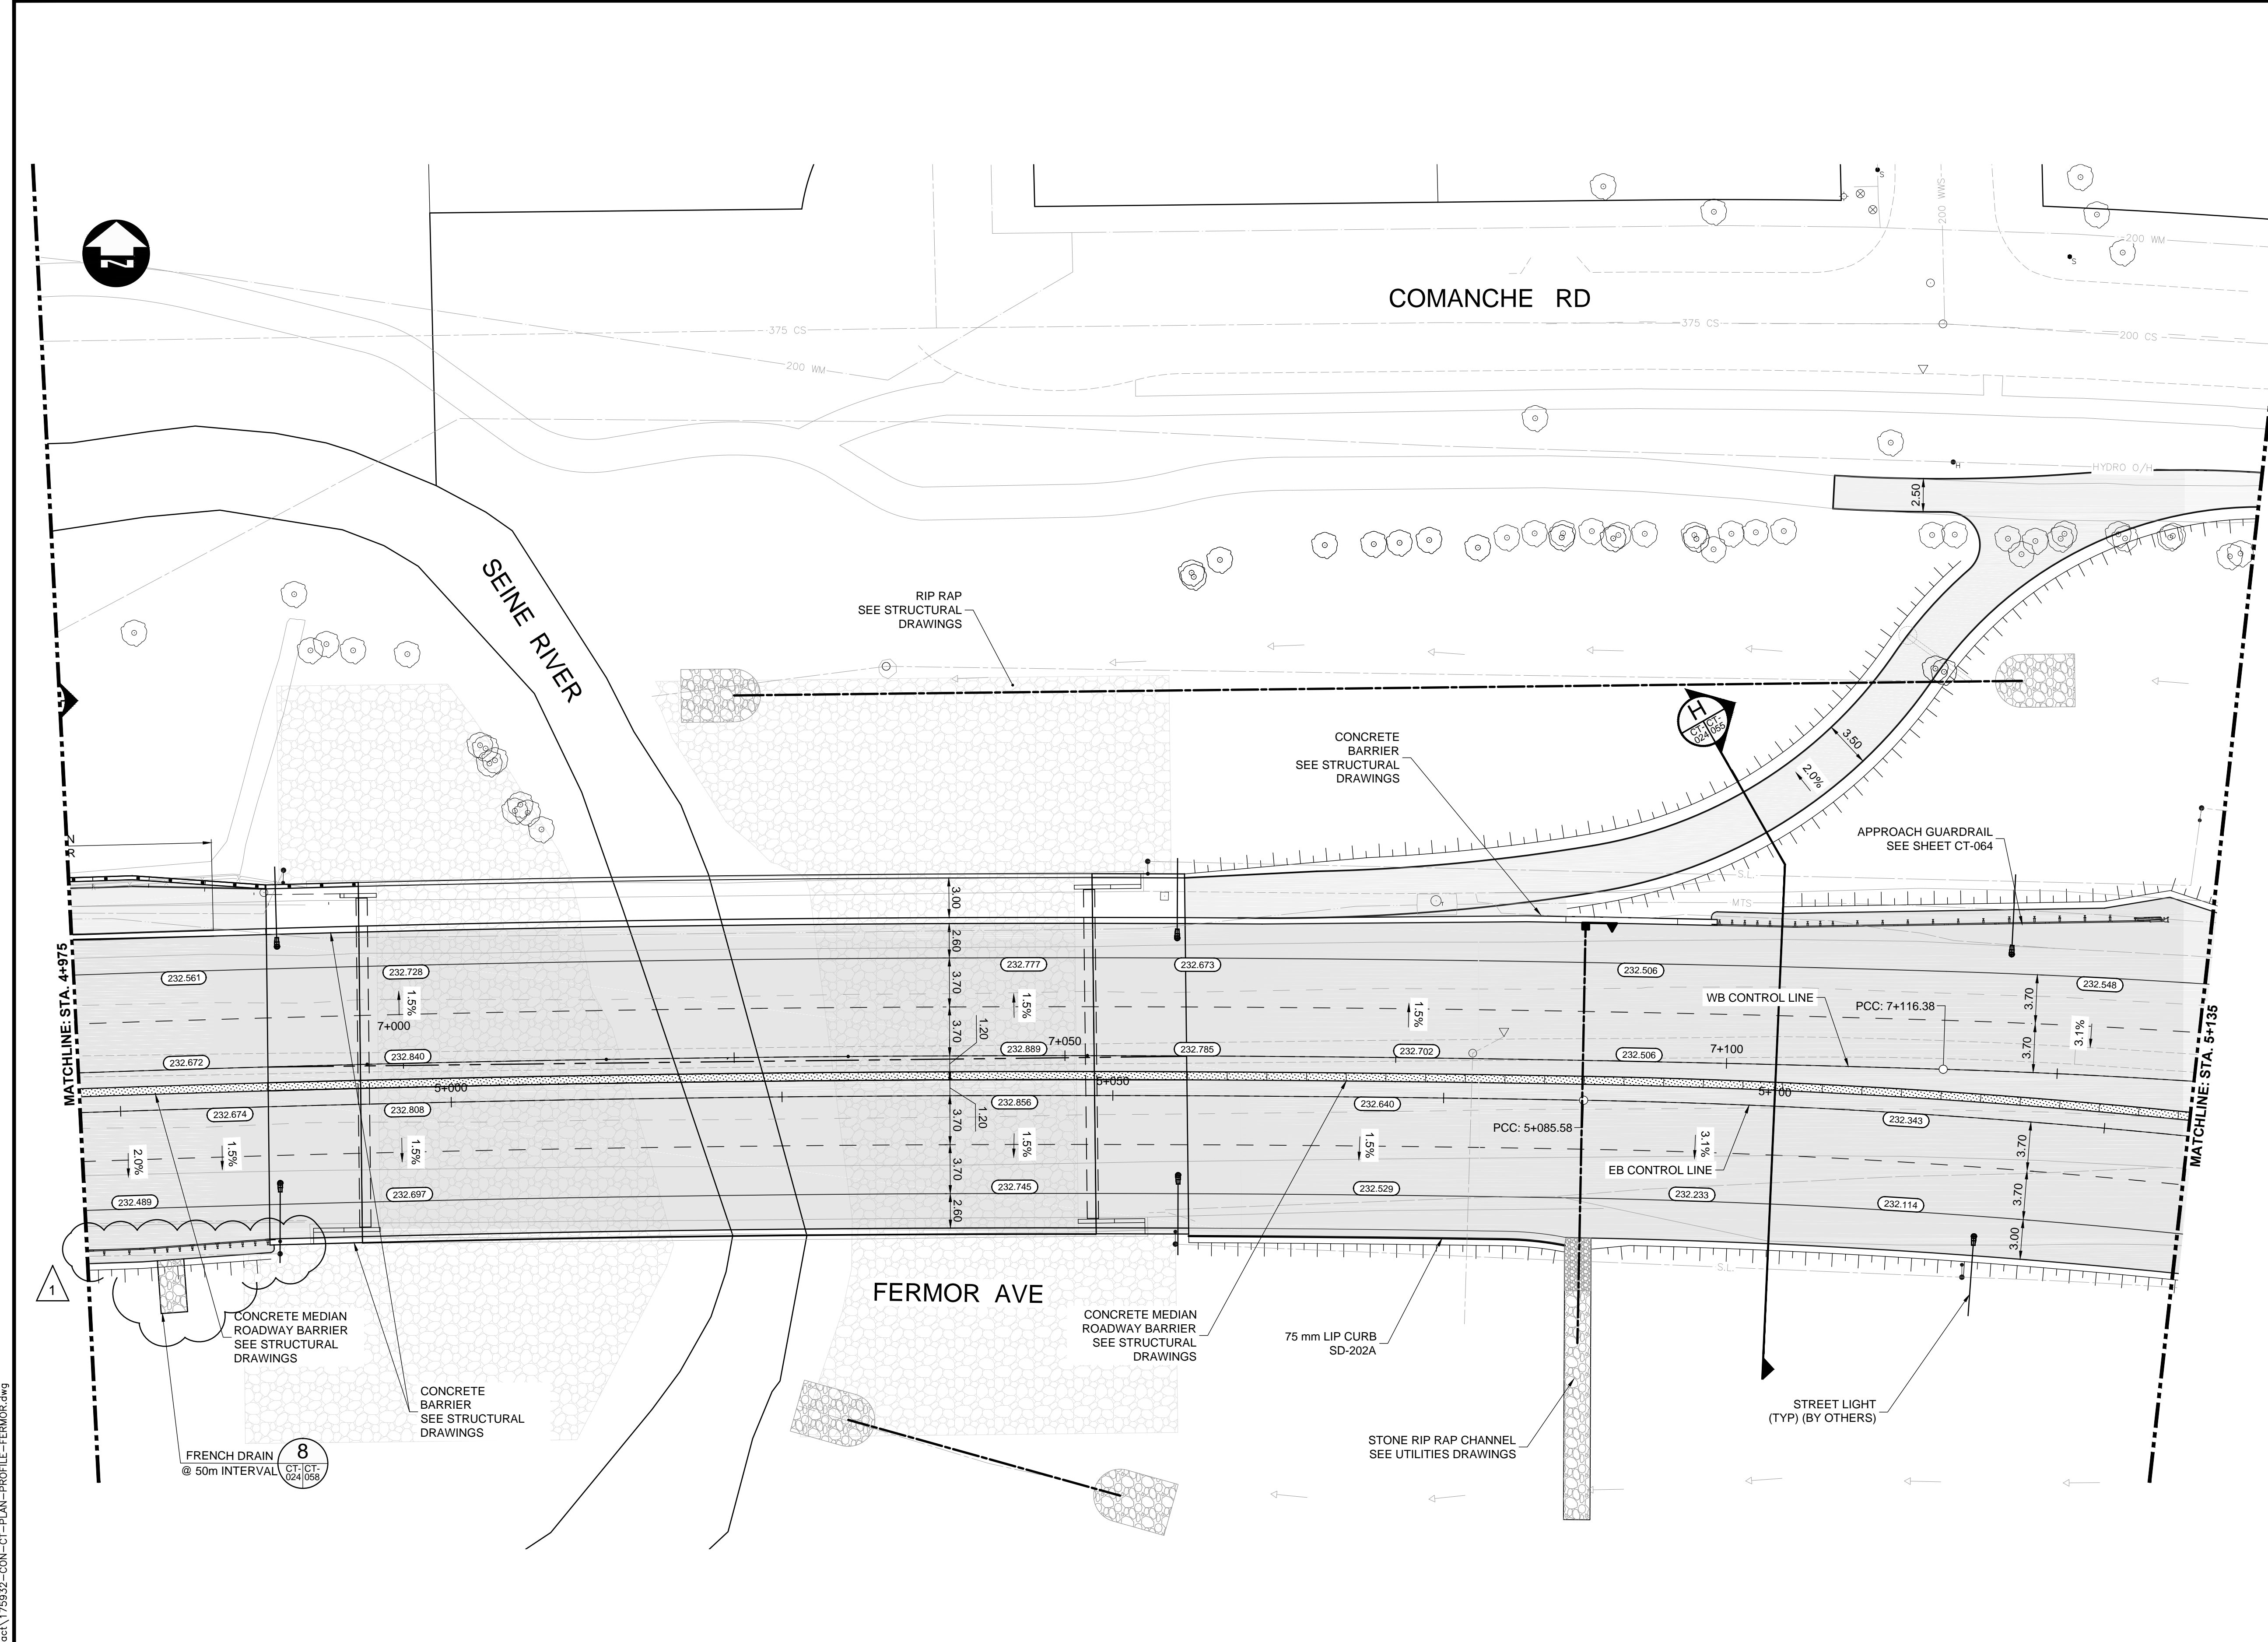 200 WWS
S
200 WM
S
COMANCHE RD
375 CS
375 CS
200 CS
200 WM
N
HYDRO O/H
H
2.50
SEINE RIVER
RIP RAP
SEE STRUCTURAL
DRAWINGS
H
CT-
024
CT-
055
CONCRETE
BARRIER
SEE STRUCTURAL
DRAWINGS
3.50
2.0%
APPROACH GUARDRAIL
SEE SHEET CT-064
N
R
S.L
MTS
T
3.00
2.60
3.70
3.70
1.20
MATCHLINE: STA. 4+975
232.561
232.728
232.777
232.673
232.506
232.548
1.5%
1.5%
1.5%
WB CONTROL LINE
PCC: 7+116.38
3.70
3.70
3.1%
7+000
7+050
7+100
232.672
232.840
232.889
232.785
232.702
232.506
MATCHLINE: STA. 5+135
5+000
5+050
5+100
232.674
232.808
232.856
232.640
232.343
1.20
3.70
3.70
2.60
PCC: 5+085.58
2.0%
1.5%
1.5%
1.5%
1.5%
3.1%
EB CONTROL LINE
3.70
3.70
3.00
232.489
232.697
232.745
232.529
232.233
232.114
S.L
1
FERMOR AVE
CONCRETE MEDIAN
ROADWAY BARRIER
SEE STRUCTURAL
DRAWINGS
CONCRETE MEDIAN
ROADWAY BARRIER
SEE STRUCTURAL
DRAWINGS
75 mm LIP CURB
SD-202A
CONCRETE
BARRIER
SEE STRUCTURAL
DRAWINGS
STREET LIGHT
(TYP) (BY OTHERS)
STONE RIP RAP CHANNEL
SEE UTILITIES DRAWINGS
FRENCH DRAIN
@ 50m INTERVAL
8
CT-
024
CT-
058
act\175932-CON-CT-PLAN-PROFILE-FERMOR.dwg